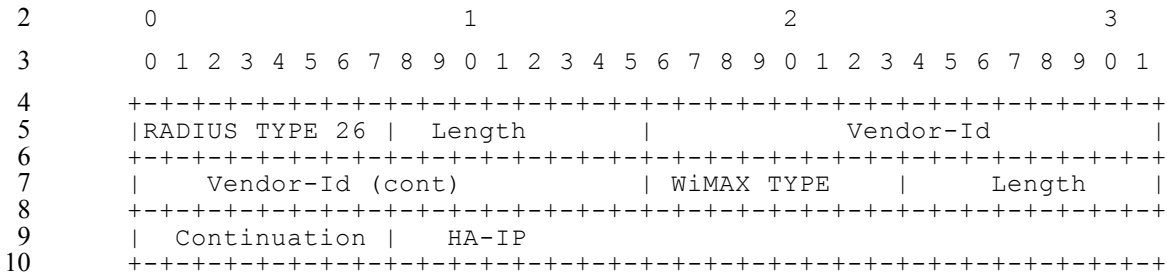 2 0 1 2 3
3 0 1 2 3 4 5 6 7 8 9 0 1 2 3 4 5 6 7 8 9 0 1 2 3 4 5 6 7 8 9 0 1
4 +-+-+-+-+-+-+-+-+-+-+-+-+-+-+-+-+-+-+-+-+-+-+-+-+-+-+-+-+-+-+-+-+
5 |RADIUS TYPE 26 | Length | Vendor-Id |
6 +-+-+-+-+-+-+-+-+-+-+-+-+-+-+-+-+-+-+-+-+-+-+-+-+-+-+-+-+-+-+-+-+
7 | Vendor-Id (cont) | WiMAX TYPE | Length |
8 +-+-+-+-+-+-+-+-+-+-+-+-+-+-+-+-+-+-+-+-+-+-+-+-+-+-+-+-+-+-+-+-+
9 | Continuation | HA-IP
10 +-+-+-+-+-+-+-+-+-+-+-+-+-+-+-+-+-+-+-+-+-+-+-+-+-+-+-+-+-+-+-+-+